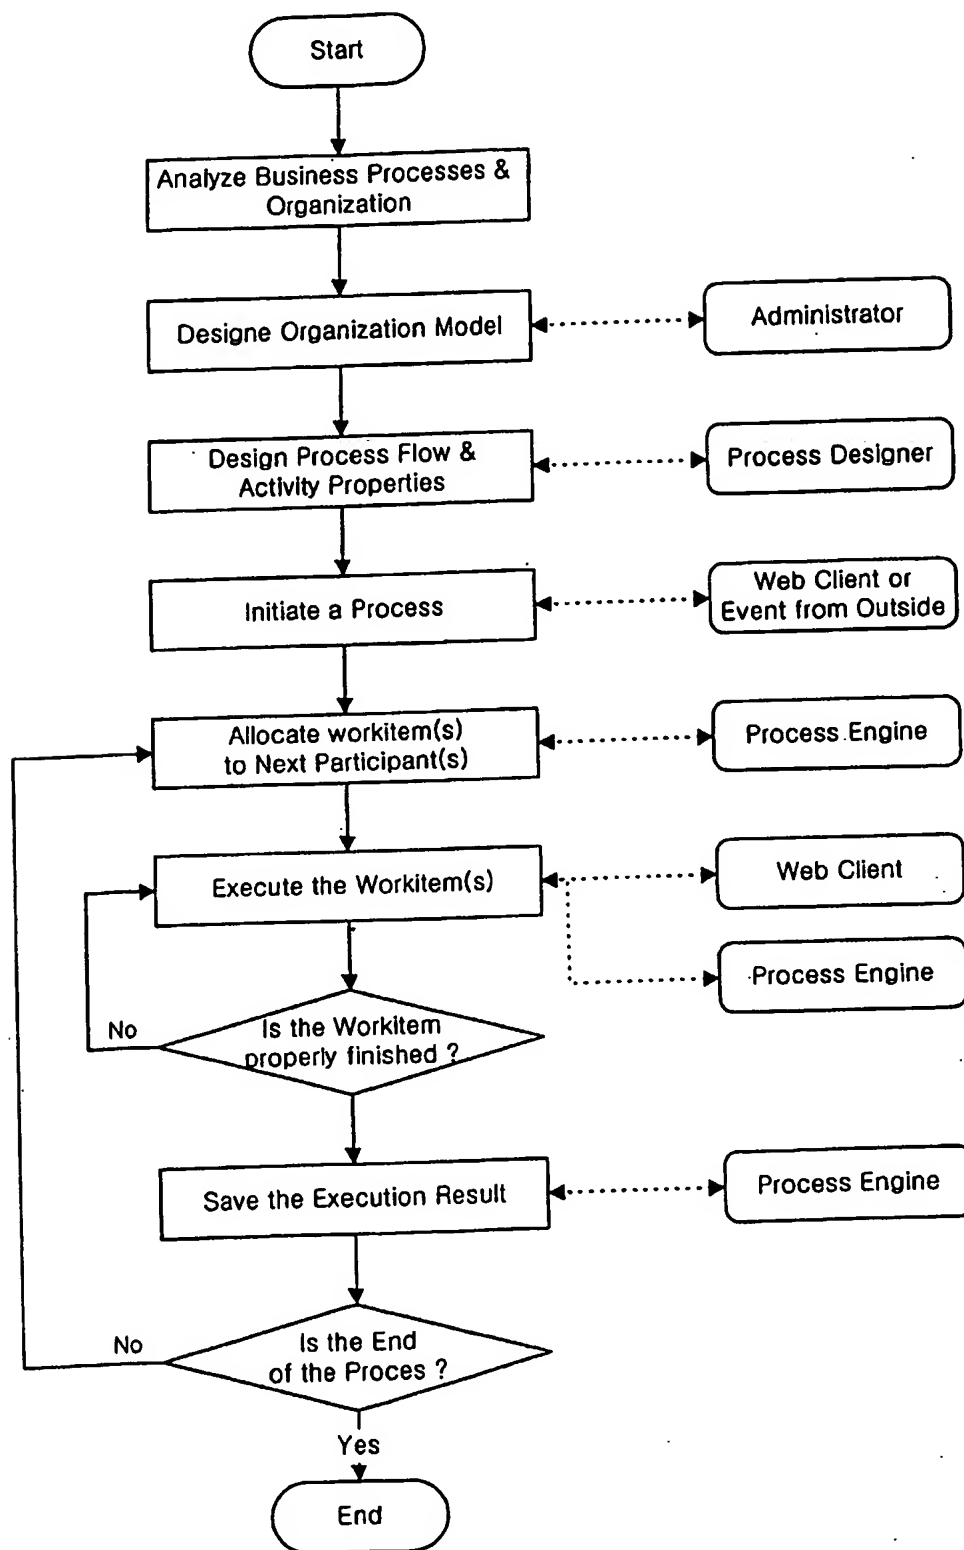 Start
Analyze Business Processes &
Organization
Designe Organization Model
Administrator
Design Process Flow &
Activity Properties
Process Designer
Initiate a Process
Web Client or
Event from Outside
Allocate workitem(s)
to Next Participant(s)
Process Engine
Execute the Workitem(s)
Web Client
Process Engine
No
Is the Workitem
properly finished ?
Save the Execution Result
Process Engine
No
Is the End
of the Proces ?
Yes
End